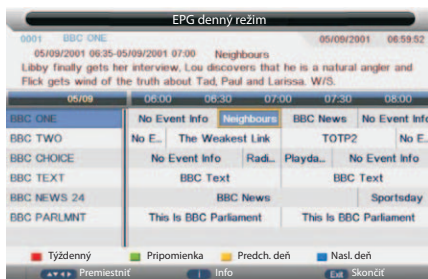 EPG denný režim
0001 BBC ONE 05/09/2001 06:59:52
05/09/2001 06:35-05/09/2001 07:00 Neighbours
Libby finally gets her interview, Lou discovers that he is a natural angler and
Flick gets wind of the truth about Tad, Paul and Larissa. W/S.
05/09 06:00 06:30 07:00 07:30 08:00
BBC ONE No Event Info Neighbours BBC News No Event Info
BBC TWO No E... The Weakest Link TOTP2 No E..
BBC CHOICE No Event Info Radi... Playda... No Event Info
BBC TEXT BBC Text BBC Text
BBC NEWS 24 BBC News Sportsday
BBC PARLMNT This Is BBC Parliament This Is BBC Parliament
Týždenný Pripomienka Predch. deň Nasl. deň
Premiestniť i Info Exit Skončiť